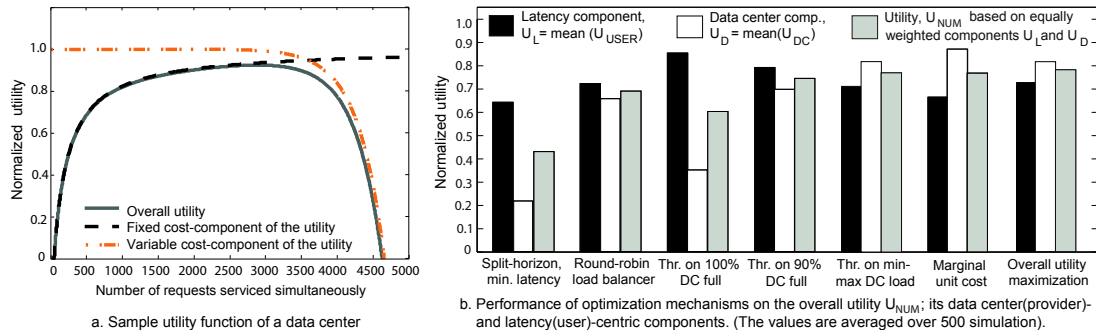 Normalized utility
1.0
0.8
0.6
0.4
0.2
0
Overall utility
Fixed cost-component of the utility
Variable cost-component of the utility
0 500 1000 1500 2000 2500 3000 3500 4000 4500 5000
Number of requests serviced simultaneously
a. Sample utility function of a data center
Normalized utility
1.0
0.9
0.8
0.7
0.6
0.5
0.4
0.3
0.2
0.1
0
Latency component,
U_L= mean (U_USER)
Data center comp.,
U_D= mean(U_DC)
Utility, U_NUM based on equally
weighted components U_L and U_D
Split-horizon,
min. latency
Round-robin
load balancer
Thr. on 100%
DC full
Thr. on 90%
DC full
Thr. on min-
max DC load
Marginal
unit cost
Overall utility
maximization
b. Performance of optimization mechanisms on the overall utility U_NUM; its data center(provider)-
and latency(user)-centric components. (The values are averaged over 500 simulation).